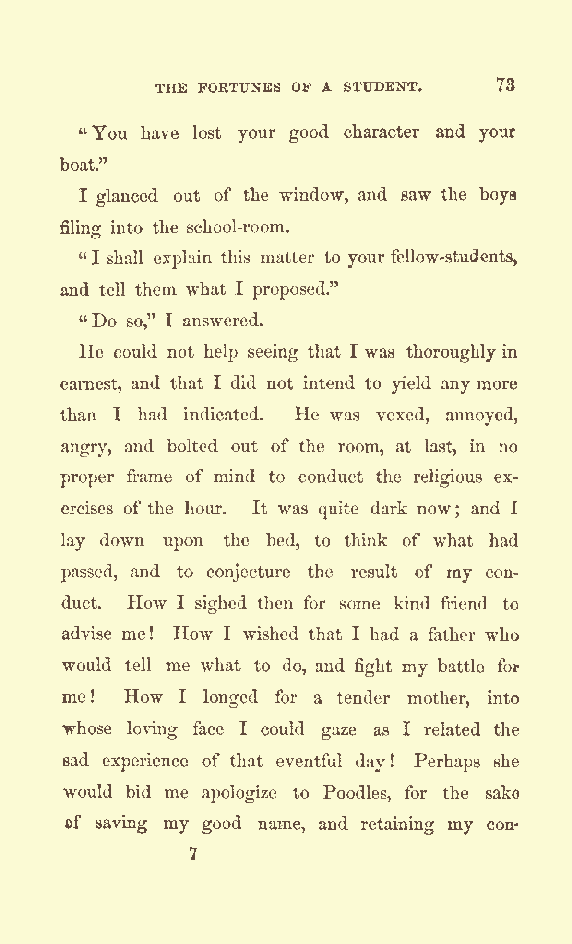 THE FORTUNES OF A STUDENT. 73
“You have lost your good character and your
boat.”
I glanced out of the window, and saw the boys
filing into the school-room.
“I shall explain this matter to your fellow-students,
and tell them what I proposed.”
“Do so,” I answered.
He could not help seeing that I was thoroughly in
earnest, and that I did not intend to yield any more
than I had indicated. He was vexed, annoyed,
angry, and bolted out of the room, at last, in no
proper frame of mind to conduct the religious ex-
ercises of the hour. It was quite dark now; and I
lay down upon the bed, to think of what had
passed, and to conjecture the result of my con-
duct. How I sighed then for some kind friend to
advise me! How I wished that I had a father who
would tell me what to do, and fight my battle for
me! How I longed for a tender mother, into
whose loving face I could gaze as I related the
sad experience of that eventful day! Perhaps she
would bid me apologize to Poodles, for the sake
of saving my good name, and retaining my con-
7